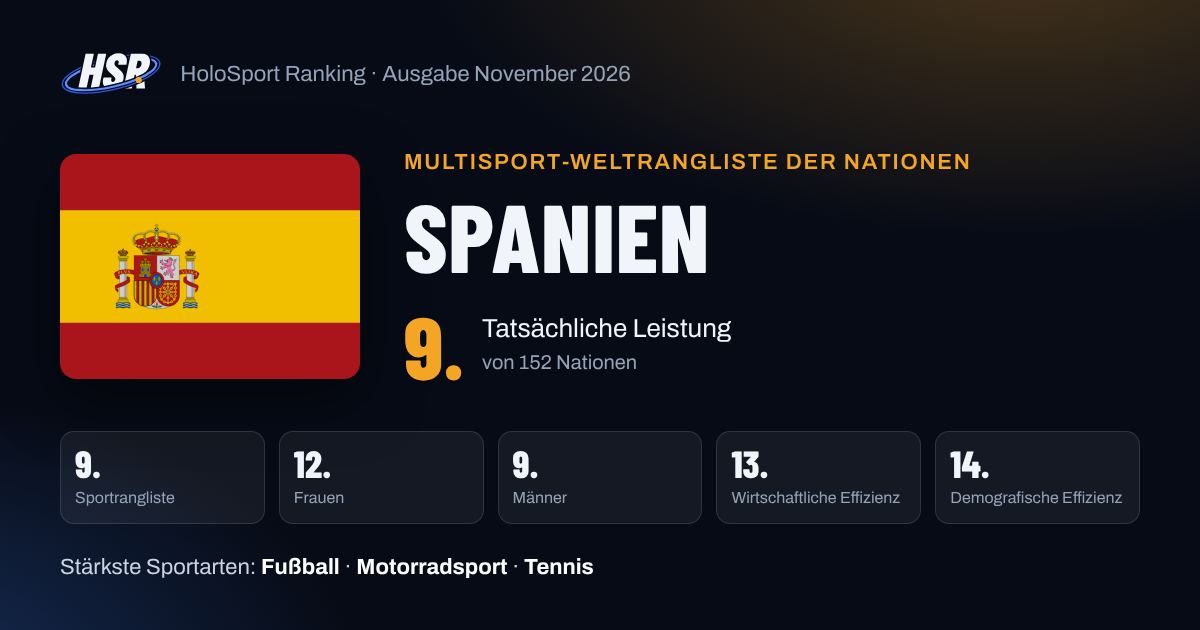 HSR
HoloSport Ranking · Ausgabe November 2026
MULTISPORT-WELTRANGLISTE DER NATIONEN
SPANIEN
9.
Tatsächliche Leistung
von 152 Nationen
9.
Sportrangliste
12.
Frauen
9.
Männer
13.
Wirtschaftliche Effizienz
14.
Demografische Effizienz
Stärkste Sportarten: Fußball · Motorradsport · Tennis